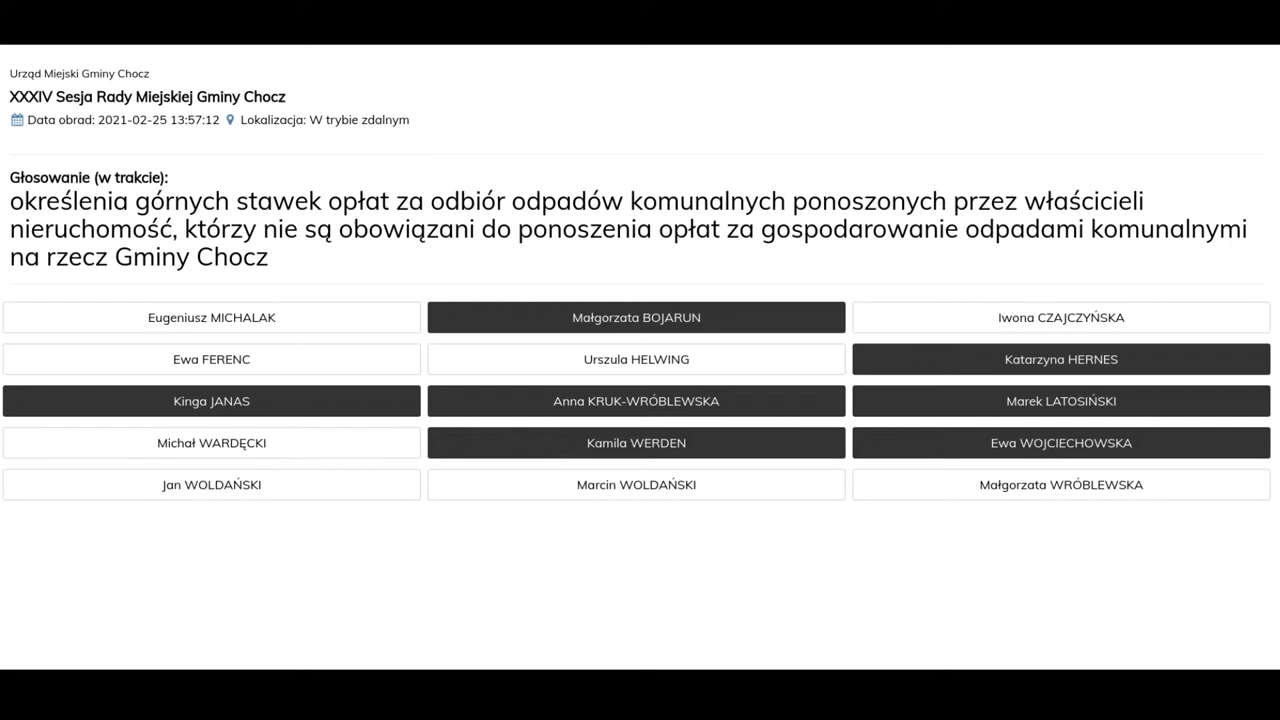 Urząd Miejski Gminy Chocz
XXXIV Sesja Rady Miejskiej Gminy Chocz
Data obrad: 2021-02-25 13:57:12 Lokalizacja: W trybie zdalnym
Głosowanie (w trakcie):
określenia górnych stawek opłat za odbiór odpadów komunalnych ponoszonych przez właścicieli
nieruchomość, którzy nie są obowiązani do ponoszenia opłat za gospodarowanie odpadami komunalnymi
na rzecz Gminy Chocz
Eugeniusz MICHALAK Małgorzata BOJARUN Iwona CZAJCZYŃSKA
Ewa FERENC Urszula HELWING Katarzyna HERNES
Kinga JANAS Anna KRUK-WRÓBLEWSKA Marek LATOSIŃSKI
Michał WARDĘCKI Kamila WERDEN Ewa WOJCIECHOWSKA
Jan WOLDAŃSKI Marcin WOLDAŃSKI Małgorzata WRÓBLEWSKA